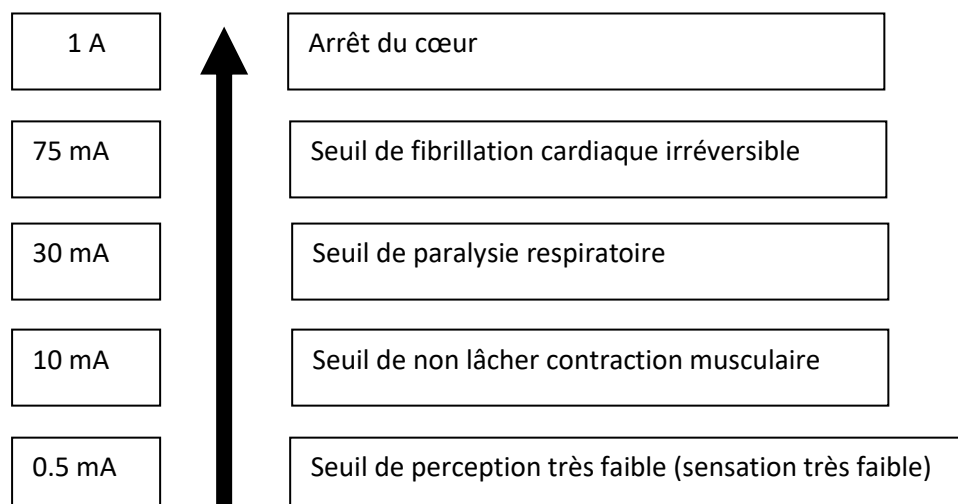 1 A Arrêt du cœur
75 mA Seuil de fibrillation cardiaque irréversible
30 mA Seuil de paralysie respiratoire
10 mA Seuil de non lâcher contraction musculaire
0.5 mA Seuil de perception très faible (sensation très faible)